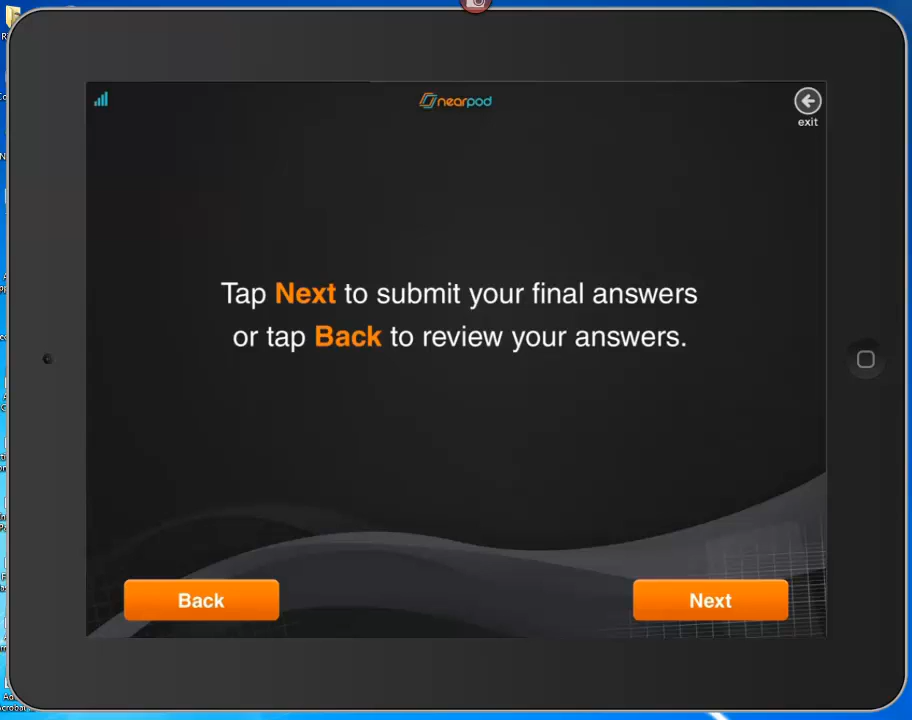 nearpod
exit
Tap Next to submit your final answers
or tap Back to review your answers.
Back
Next